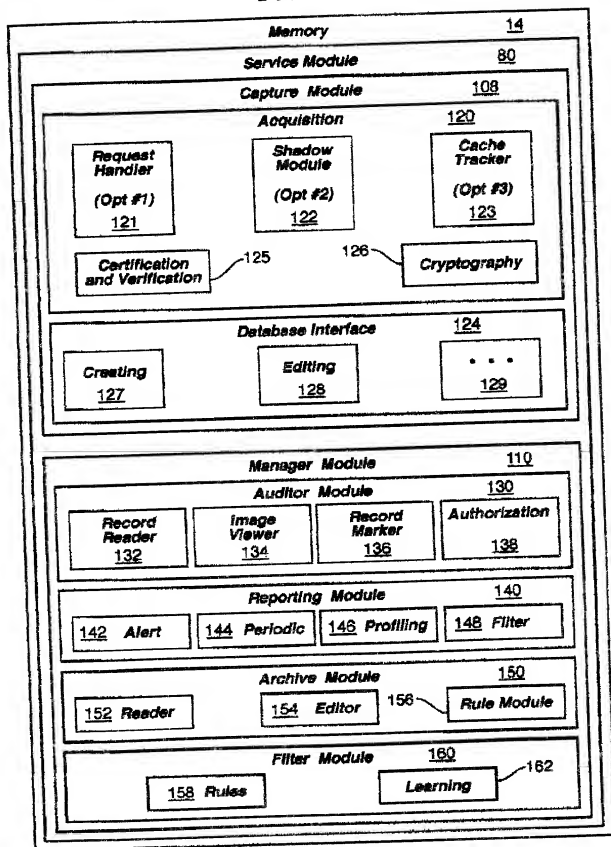 Memory 14
Service Module 80
Capture Module 108
Acquisition 120
Request Handler (Opt #1) 121
Shadow Module (Opt #2) 122
Cache Tracker (Opt #3) 123
Certification and Verification 125
126 Cryptography
Database Interface 124
Creating 127
Editing 128
• • • 129
Manager Module 110
Auditor Module 130
Record Reader 132
Image Viewer 134
Record Marker 136
Authorization 138
Reporting Module 140
142 Alert
144 Periodic
146 Profiling
148 Filter
Archive Module 150
152 Reader
154 Editor
156 Rule Module
Filter Module 160
158 Rules
Learning 162